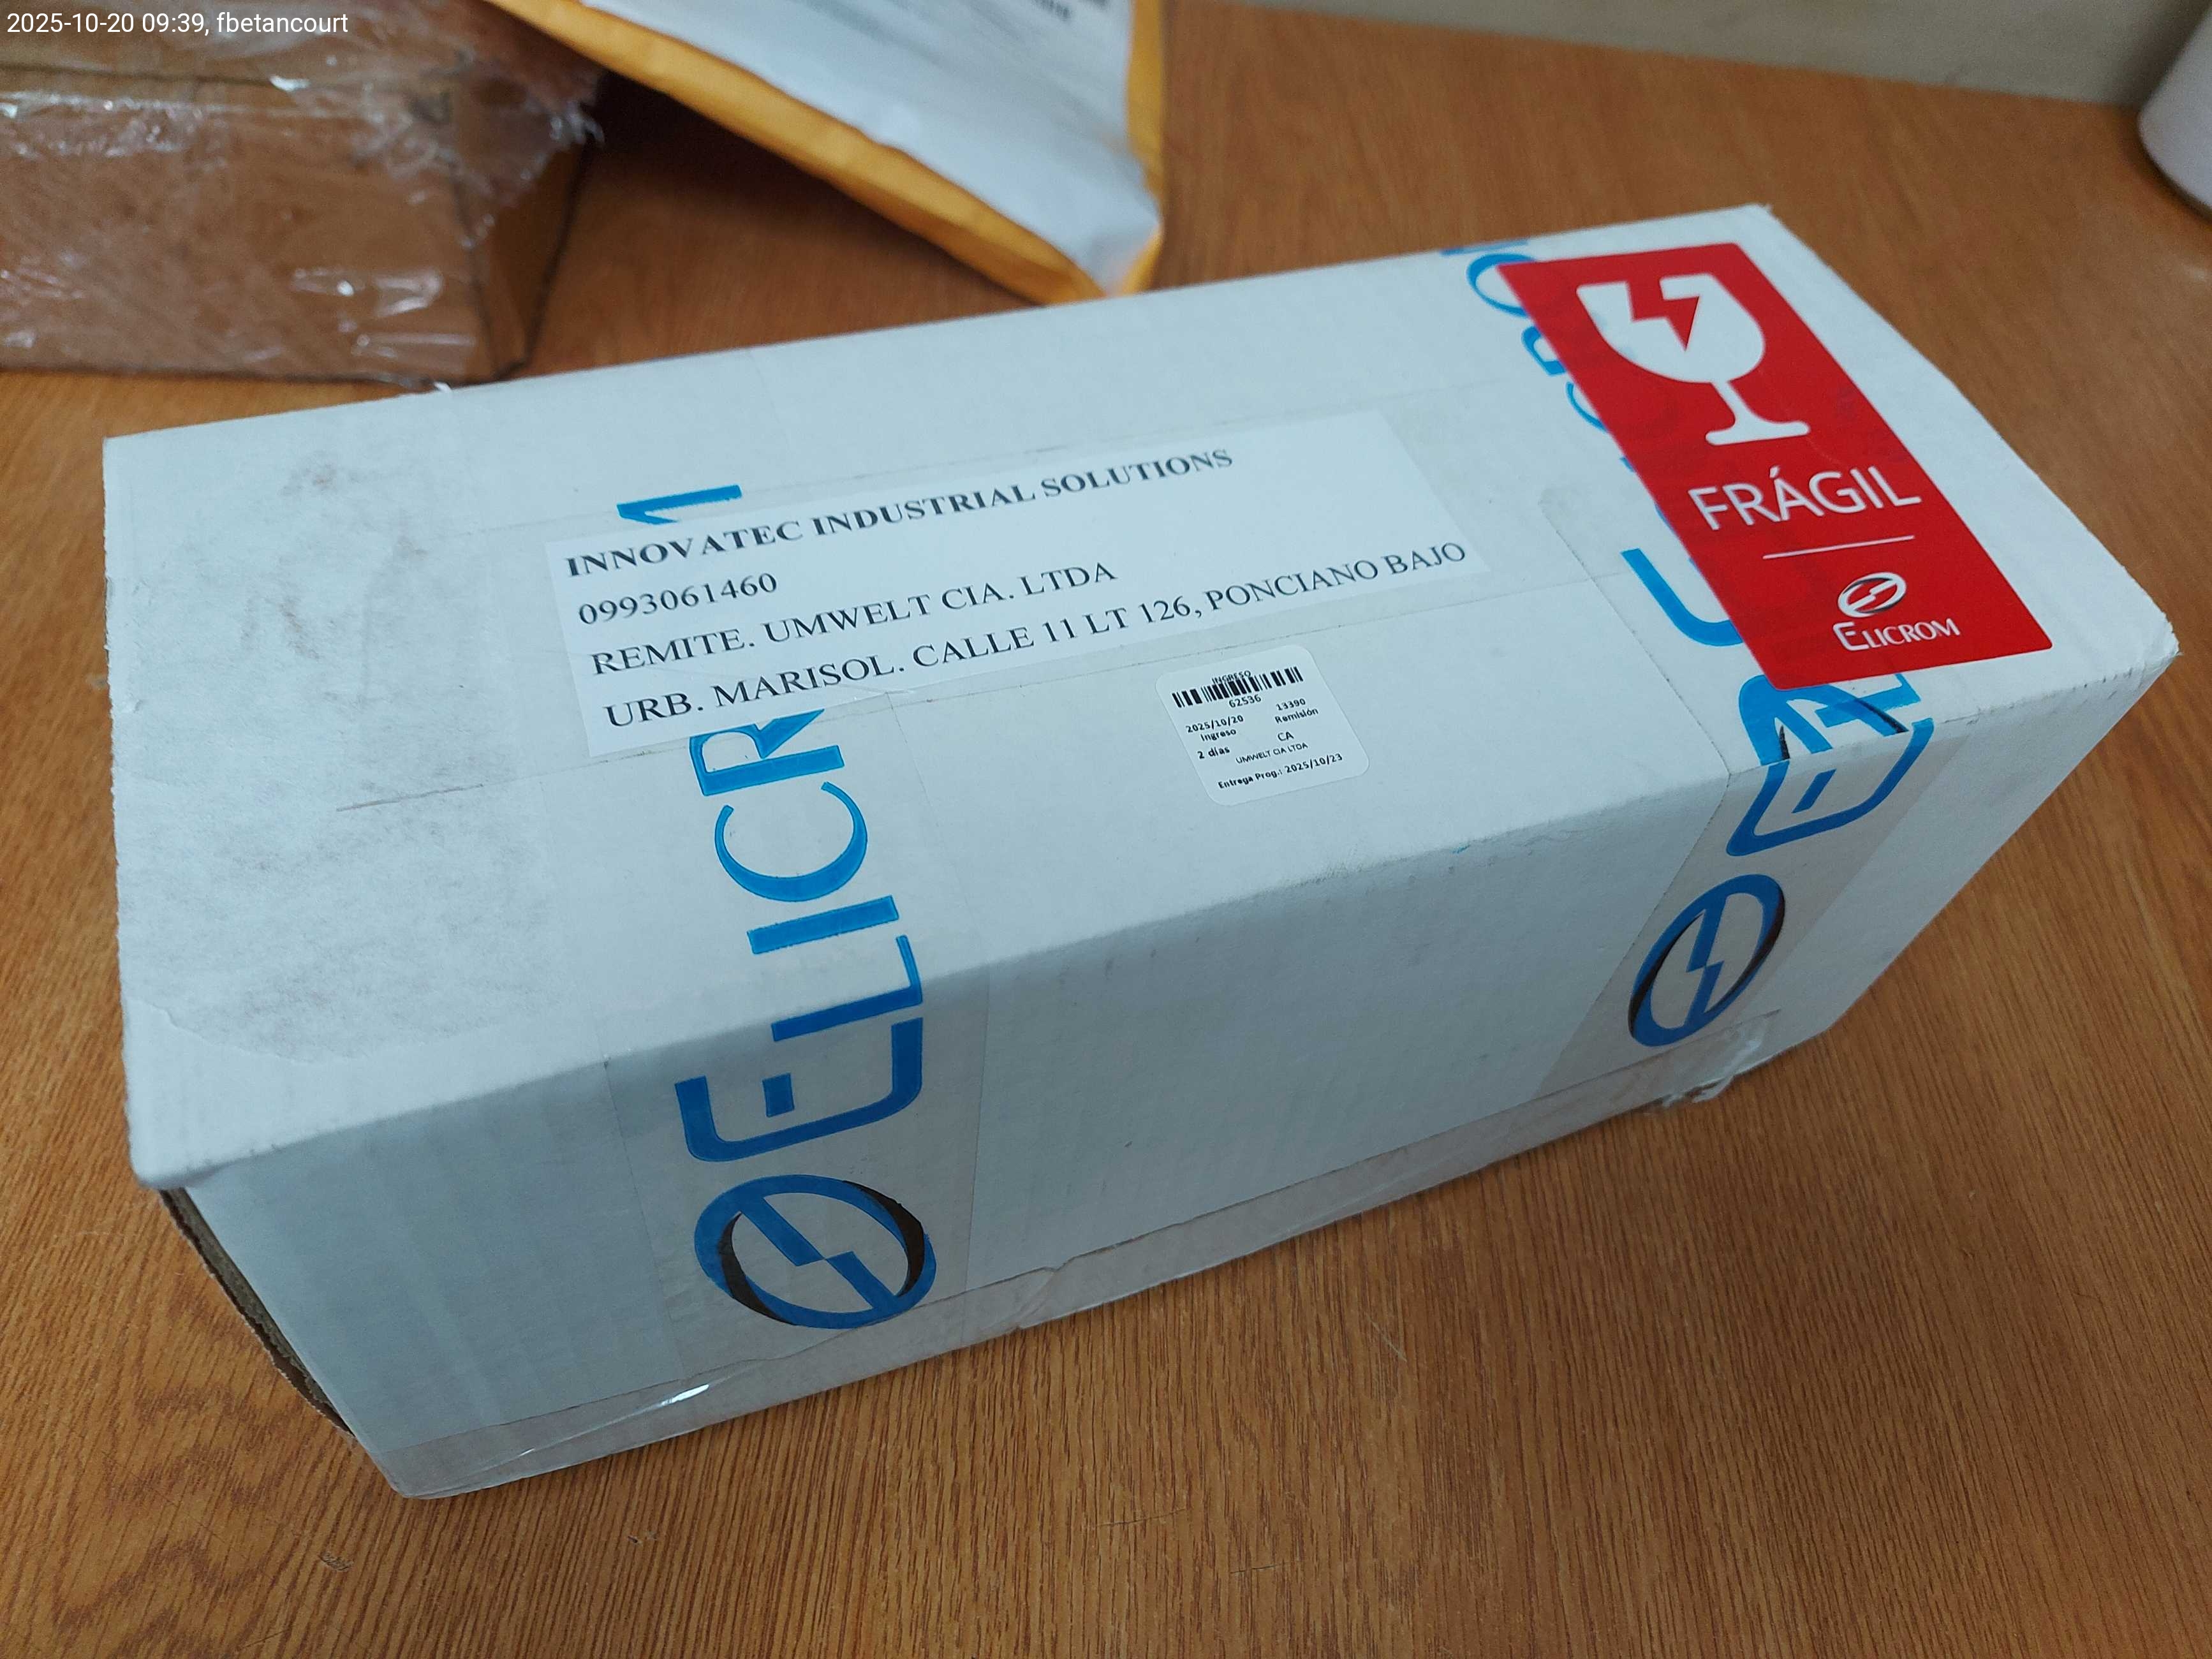 2025-10-20 09:39, fbetancourt
INNOVATEC INDUSTRIAL SOLUTIONS
0993061460
REMITE. UMWELT CIA. LTDA
URB. MARISOL. CALLE 11 LT 126, PONCIANO BAJO
FRÁGIL
ELICROM
INGRESO
62536
2025/10/20 13390
Ingreso Remisión
2 días CA
UMWELT CIA LTDA
Entrega Prog.: 2025/10/23
ELICR